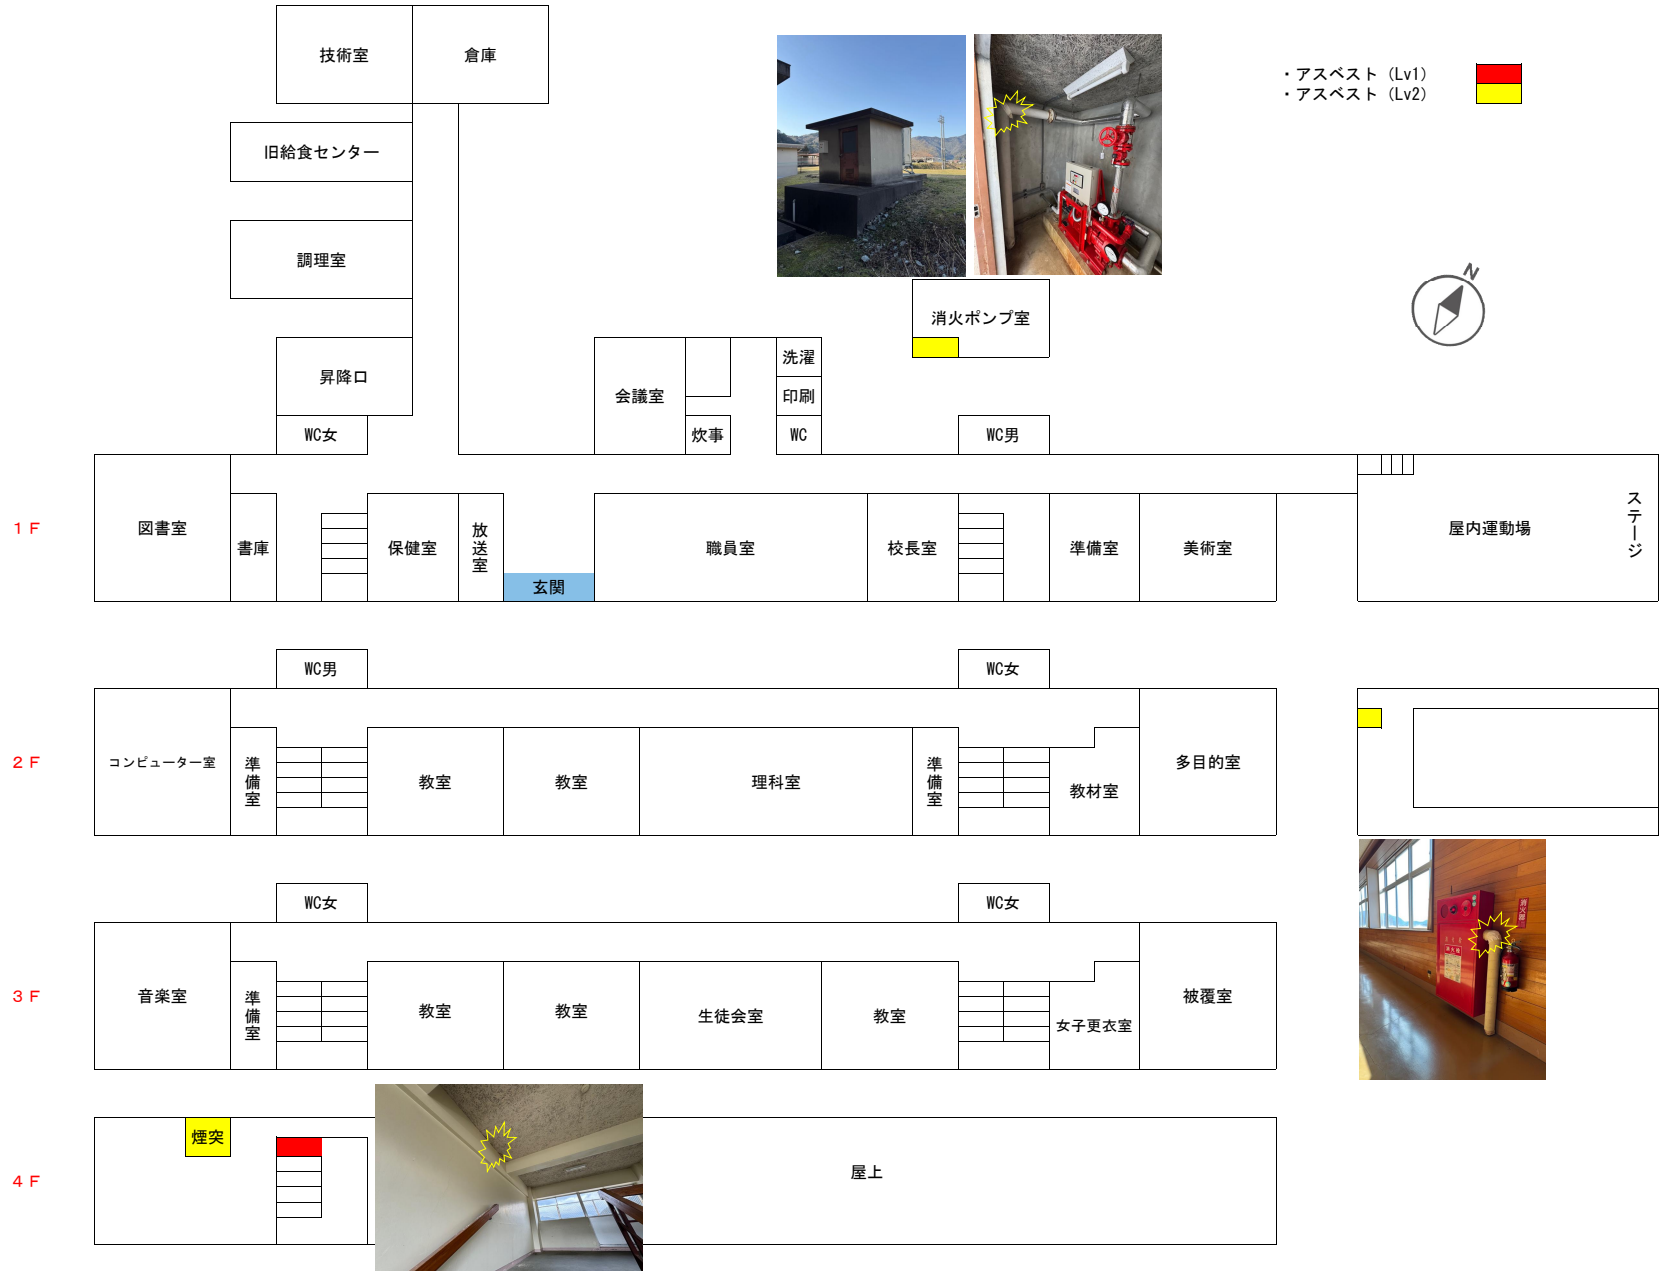 技術室
倉庫
・アスベスト（Lv1）
・アスベスト（Lv2）
旧給食センター
調理室
N
消火ポンプ室
昇降口
会議室
洗濯
印刷
WC女
炊事
WC
WC男
１Ｆ
図書室
書庫
保健室
放送室
玄関
職員室
校長室
準備室
美術室
屋内運動場
ステージ
WC男
WC女
２Ｆ
コンピューター室
準備室
教室
教室
理科室
準備室
教材室
多目的室
WC女
WC女
消火器
消火栓
３Ｆ
音楽室
準備室
教室
教室
生徒会室
教室
女子更衣室
被覆室
煙突
４Ｆ
屋上